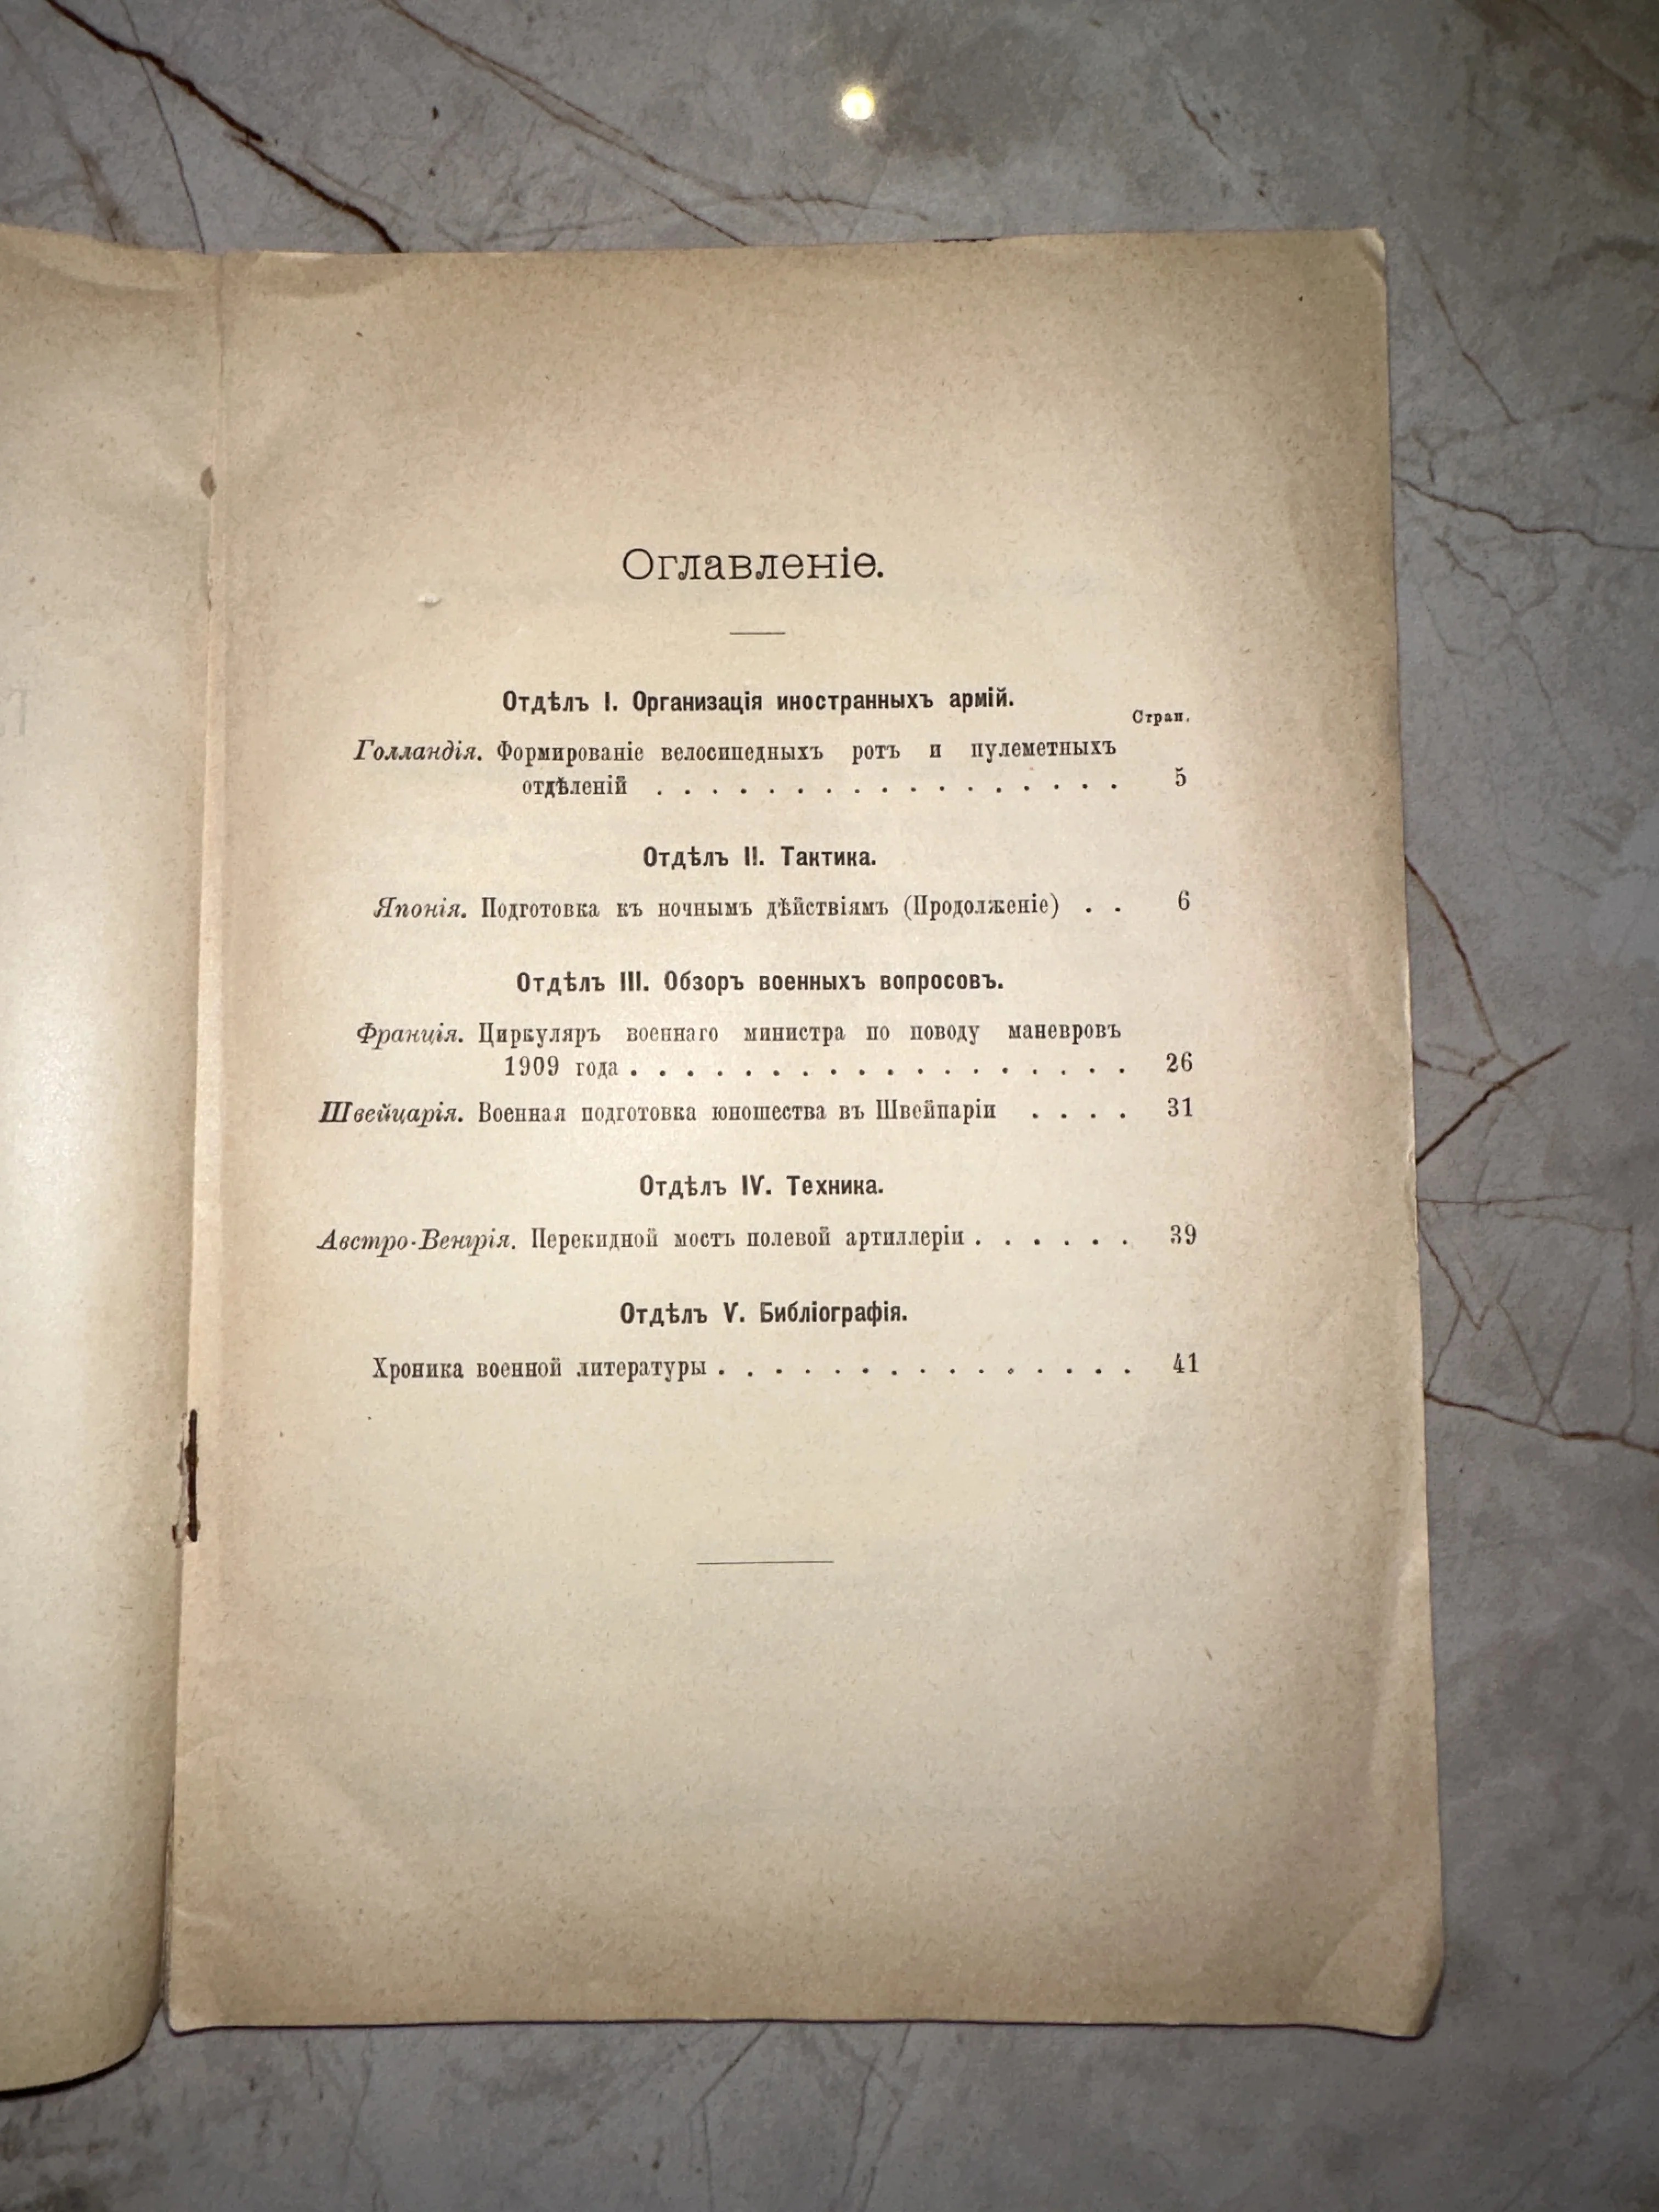 Оглавленіе.
Отдѣлъ I. Организація иностранныхъ армій.
Стран.
Голландія. Формированіе велосипедныхъ ротъ и пулеметныхъ
отдѣленій . . . . . . . . . . . . . . . . . 5
Отдѣлъ II. Тактика.
Японія. Подготовка къ ночнымъ дѣйствіямъ (Продолженіе) . . 6
Отдѣлъ III. Обзоръ военныхъ вопросовъ.
Франція. Циркуляръ военнаго министра по поводу маневровъ
1909 года . . . . . . . . . . . . . . . . . . 26
Швейцарія. Военная подготовка юношества въ Швейцаріи . . . . 31
Отдѣлъ IV. Техника.
Австро-Венгрія. Перекидной мостъ полевой артиллеріи . . . . . . 39
Отдѣлъ V. Библіографія.
Хроника военной литературы . . . . . . . . . . . . . . . 41